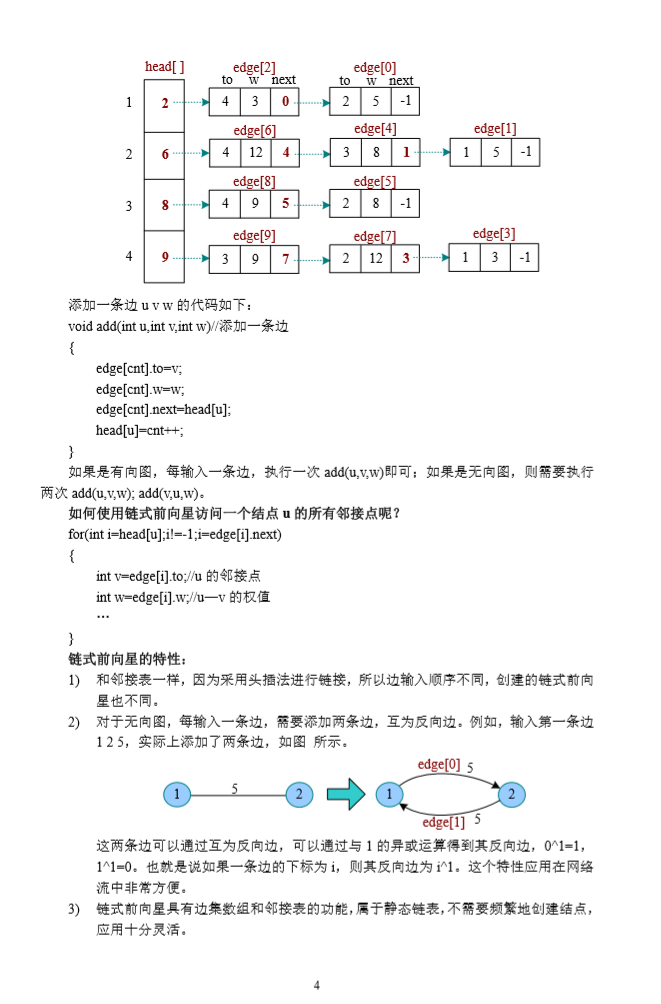 head[ ] edge[2] edge[0]
to w next to w next
1 2 4 3 0 2 5 -1
edge[6] edge[4] edge[1]
2 6 4 12 4 3 8 1 1 5 -1
edge[8] edge[5]
3 8 4 9 5 2 8 -1
edge[9] edge[7] edge[3]
4 9 3 9 7 2 12 3 1 3 -1
添加一条边 u v w 的代码如下：
void add(int u,int v,int w)//添加一条边
{
edge[cnt].to=v;
edge[cnt].w=w;
edge[cnt].next=head[u];
head[u]=cnt++;
}
如果是有向图，每输入一条边，执行一次 add(u,v,w)即可；如果是无向图，则需要执行
两次 add(u,v,w); add(v,u,w)。
如何使用链式前向星访问一个结点 u 的所有邻接点呢？
for(int i=head[u];i!=-1;i=edge[i].next)
{
int v=edge[i].to;//u 的邻接点
int w=edge[i].w;//u—v 的权值
…
}
链式前向星的特性：
1) 和邻接表一样，因为采用头插法进行链接，所以边输入顺序不同，创建的链式前向
星也不同。
2) 对于无向图，每输入一条边，需要添加两条边，互为反向边。例如，输入第一条边
1 2 5，实际上添加了两条边，如图 所示。
edge[0] 5
1 5 2 1 2
edge[1] 5
这两条边可以通过互为反向边，可以通过与 1 的异或运算得到其反向边，0^1=1，
1^1=0。也就是说如果一条边的下标为 i，则其反向边为 i^1。这个特性应用在网络
流中非常方便。
3) 链式前向星具有边集数组和邻接表的功能，属于静态链表，不需要频繁地创建结点，
应用十分灵活。
4